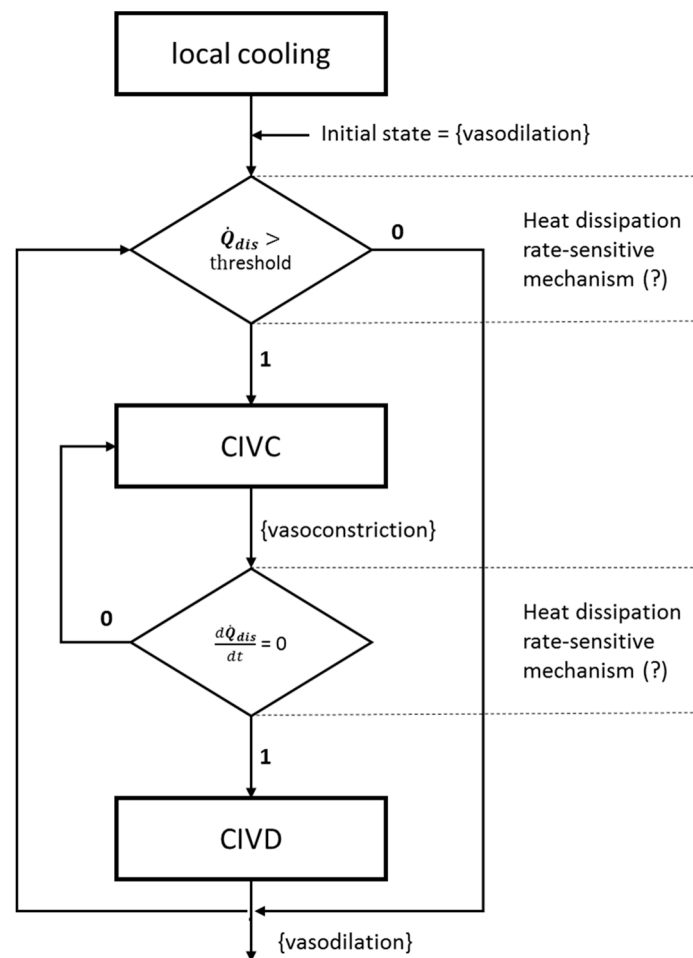 local cooling
Initial state = {vasodilation}
Q̇dis >
threshold
0
Heat dissipation
rate-sensitive
mechanism (?)
1
CIVC
{vasoconstriction}
0
dQ̇dis/dt = 0
Heat dissipation
rate-sensitive
mechanism (?)
1
CIVD
{vasodilation}